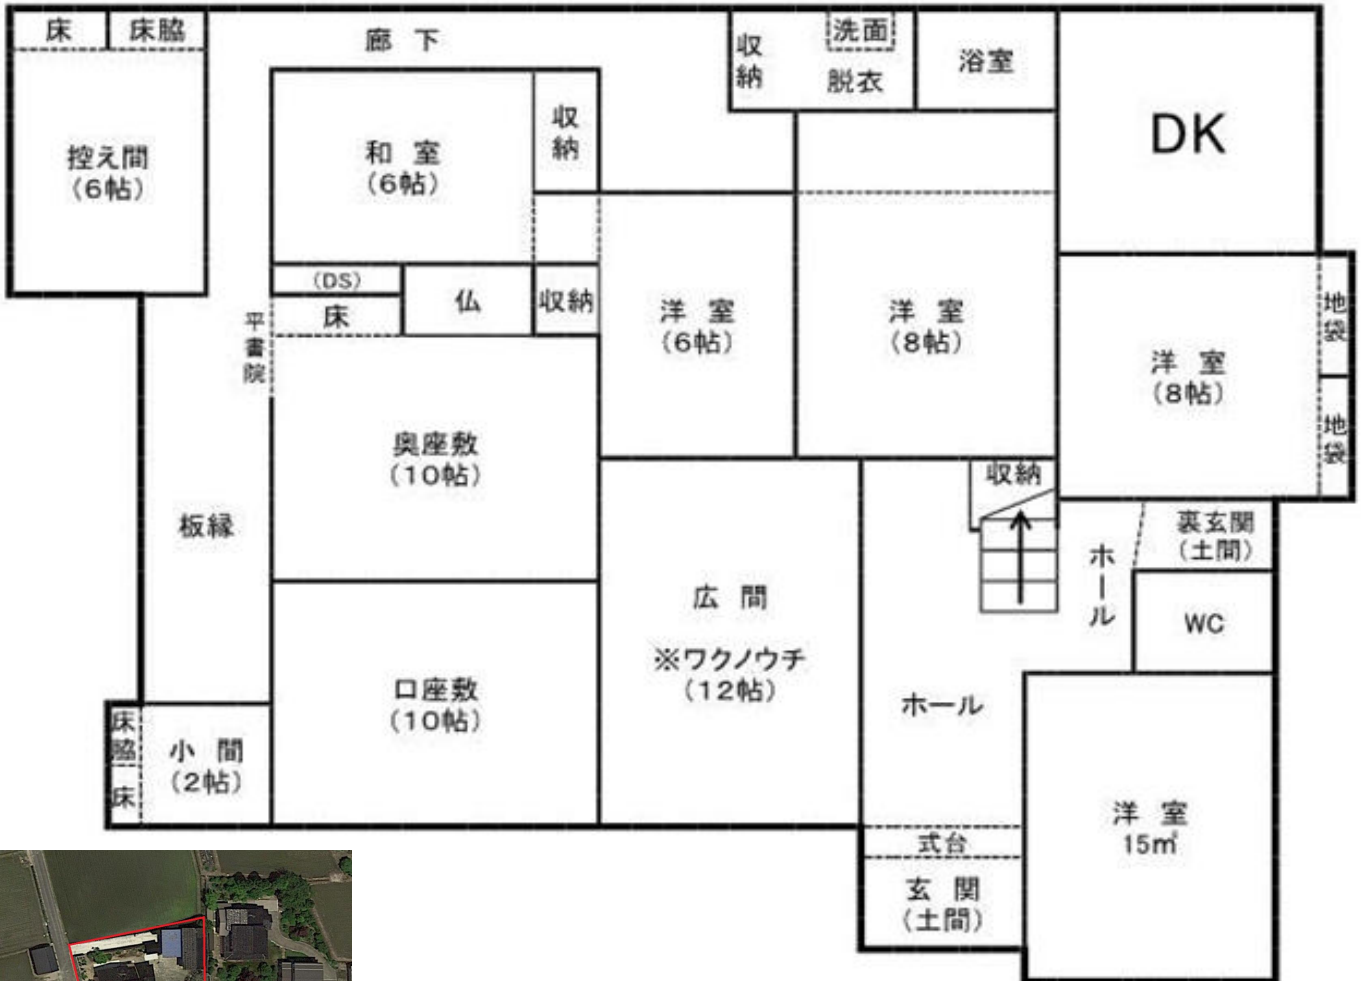 床
床脇
廊下
収納
洗面
脱衣
浴室
DK
控え間
(6帖)
和室
(6帖)
収納
(DS)
床
仏
収納
平書院
洋室
(6帖)
洋室
(8帖)
洋室
(8帖)
地袋
地袋
奥座敷
(10帖)
収納
板縁
裏玄関
(土間)
ホール
WC
広間
※ワクノウチ
(12帖)
口座敷
(10帖)
ホール
床脇
床
小間
(2帖)
式台
玄関
(土間)
洋室
15㎡